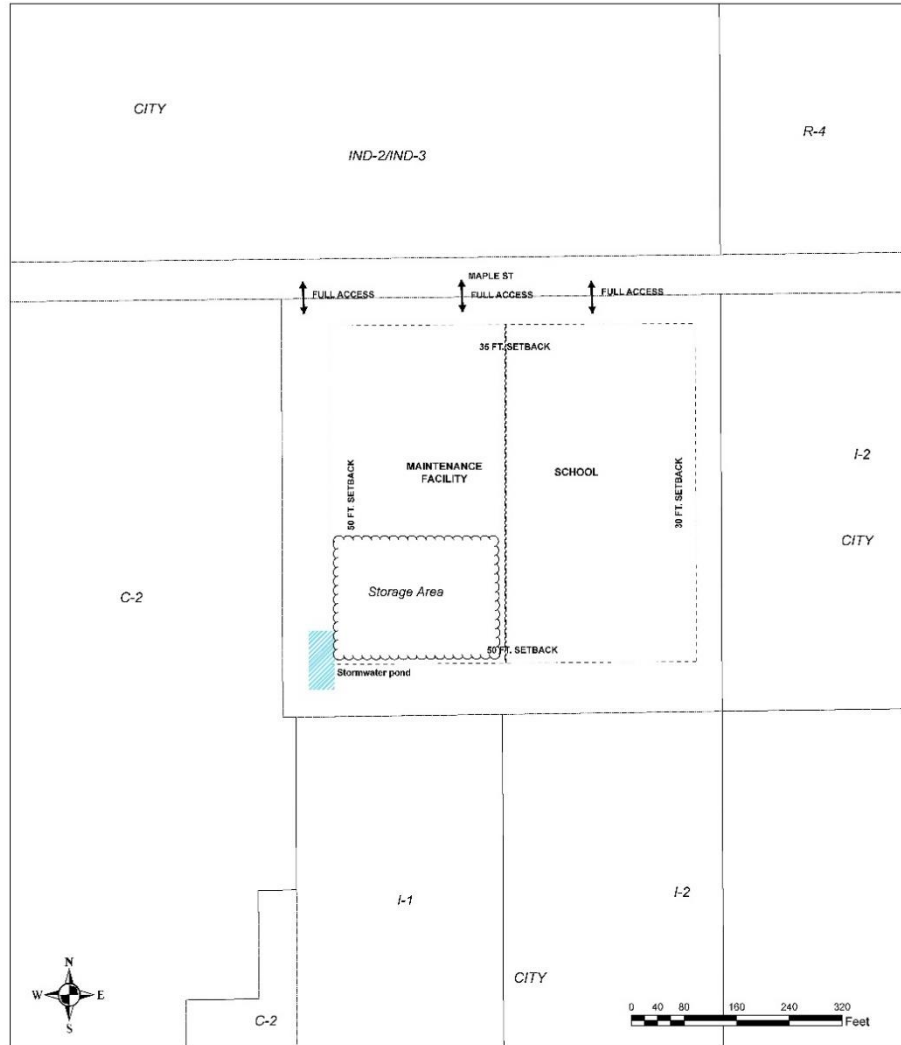 CITY
R-4
IND-2/IND-3
MAPLE ST
FULL ACCESS
FULL ACCESS
FULL ACCESS
35 FT. SETBACK
I-2
MAINTENANCE
FACILITY
SCHOOL
50 FT. SETBACK
30 FT. SETBACK
CITY
C-2
Storage Area
50 FT. SETBACK
Stormwater pond
I-1
I-2
CITY
C-2
N
W
E
S
0 40 80 160 240 320
Feet